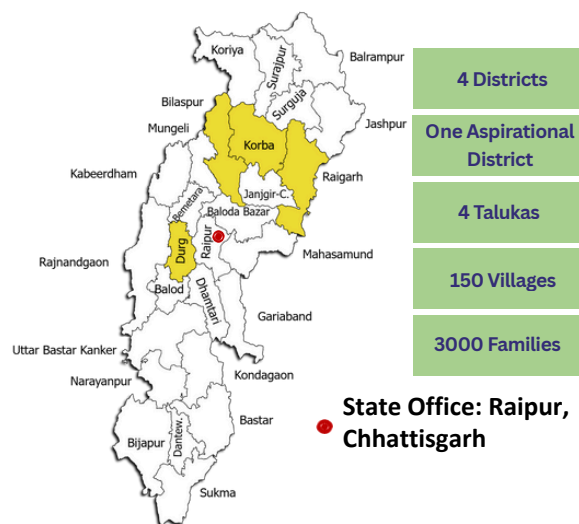 Koriya
Surajpur
Balrampur
Bilaspur
Surguja
Mungeli
Korba
Jashpur
Kabeerdham
Raigarh
Janjgir-C.
Bemetara
Baloda Bazar
Durg
Raipur
Mahasamund
Rajnandgaon
Balod
Dhamtari
Gariaband
Uttar Bastar Kanker
Kondagaon
Narayanpur
Bastar
Bijapur
Dantew.
Sukma
4 Districts
One Aspirational
District
4 Talukas
150 Villages
3000 Families
State Office: Raipur,
Chhattisgarh